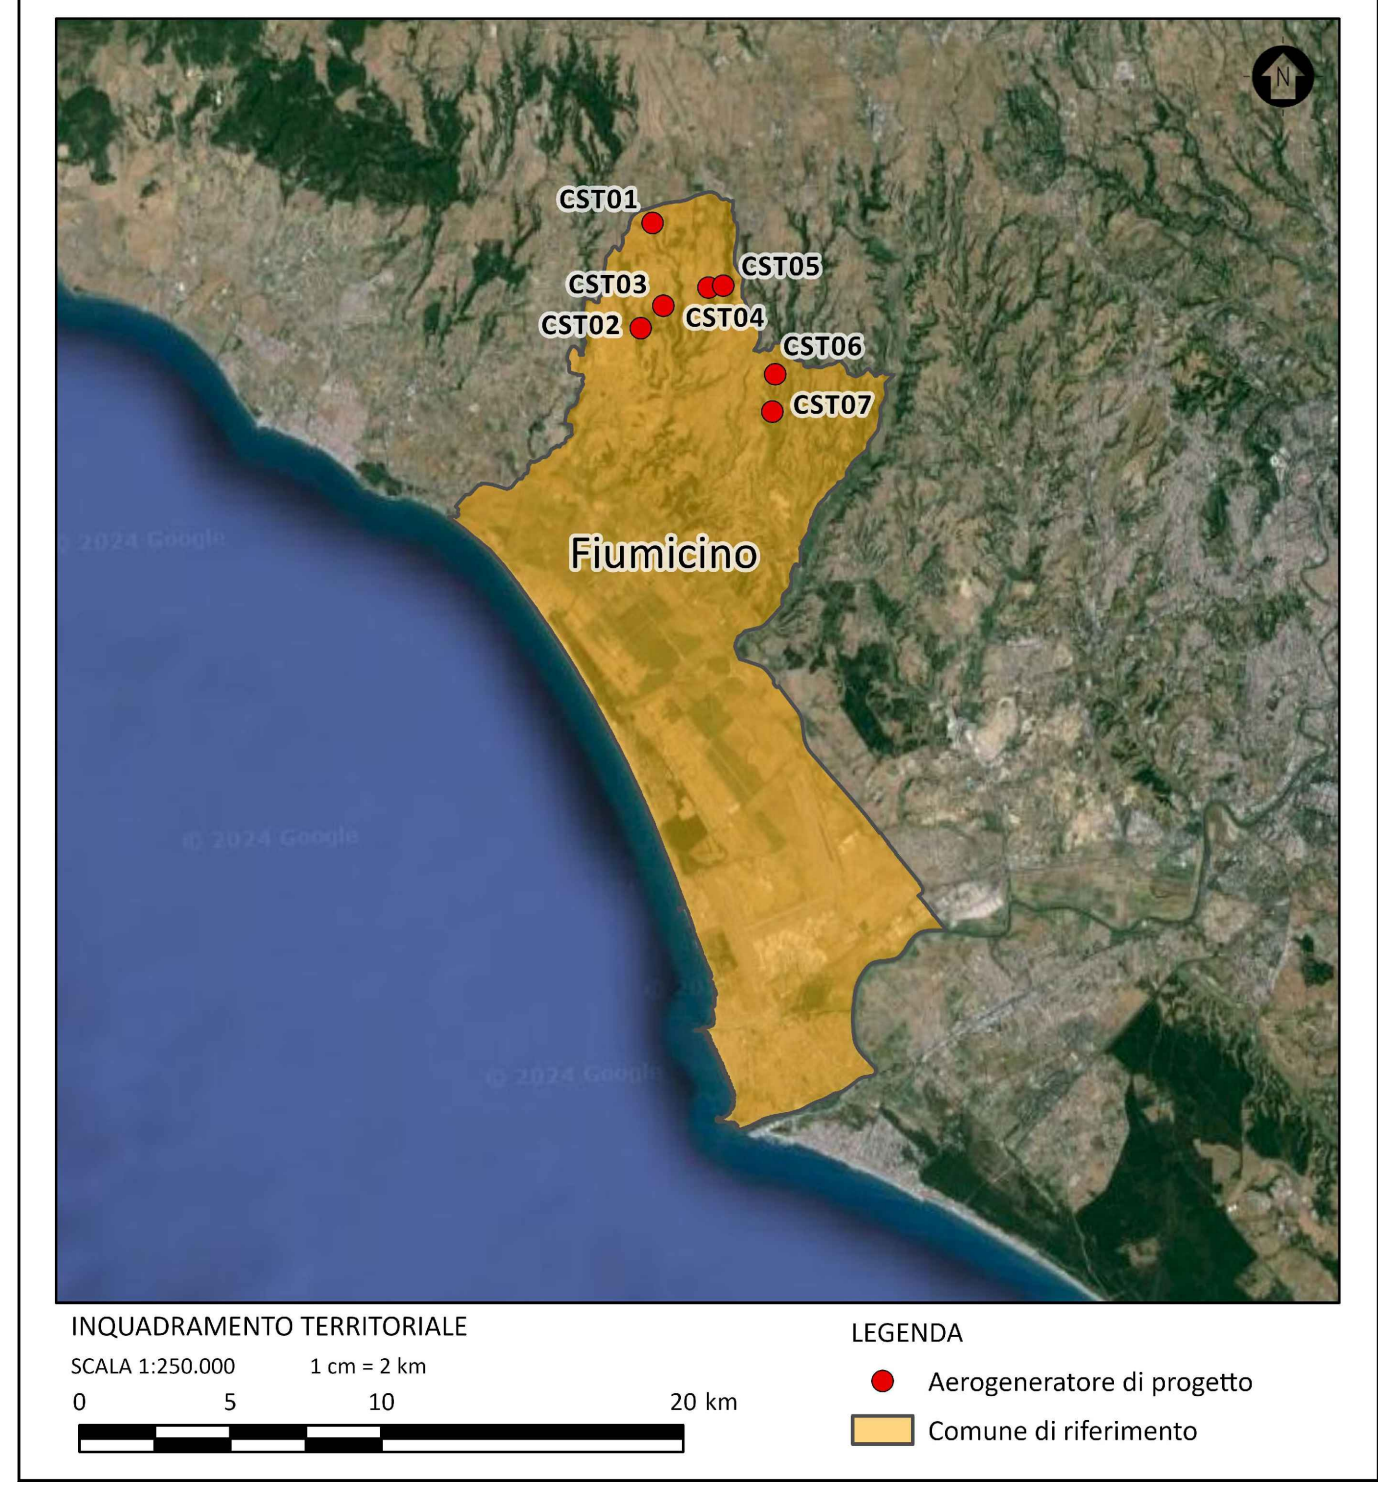 N
CST01
CST05
CST03
CST04
CST02
CST06
CST07
© 2024 Google
Fiumicino
© 2024 Google
© 2024 Google
INQUADRAMENTO TERRITORIALE
SCALA 1:250.000 1 cm = 2 km
0 5 10 20 km
LEGENDA
Aerogeneratore di progetto
Comune di riferimento